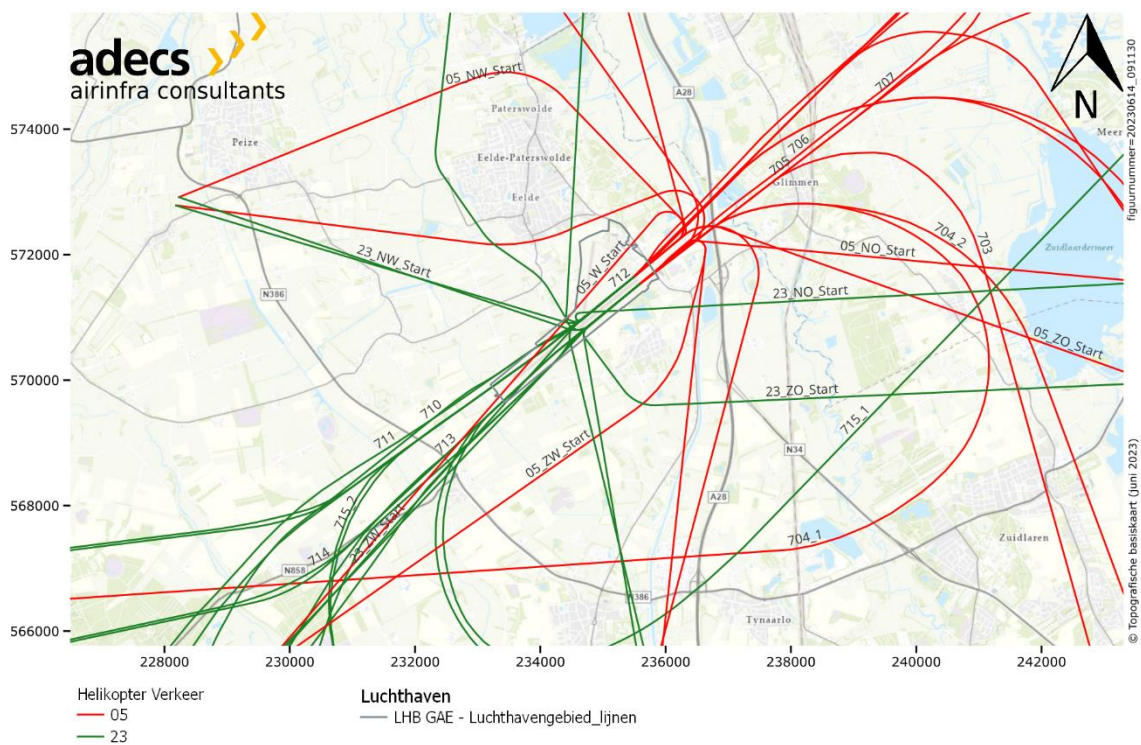 adecs
airinfra consultants
N
figuurnummer=20230614_091130
© Topografische basiskaart (juni 2023)
05_NW_Start
A28
707
574000
Paterswolde
Peize
Eelde-Paterswolde
Meer
706
705
Glimmen
Eelde
572000
05_W_Start
712
704_2
703
Zuidlaardermeer
05_NO_Start
23_NW_Start
N386
23_NO_Start
05_ZO_Start
570000
23_ZO_Start
710
711
713
715_1
05_ZW_Start
N34
568000
A28
715_2
23_ZW_Start
714
704_1
Zuidlaren
N858
566000
N386
Tynaarlo
228000
230000
232000
234000
236000
238000
240000
242000
Helikopter Verkeer
05
23
Luchthaven
LHB GAE - Luchthavengebied_lijnen